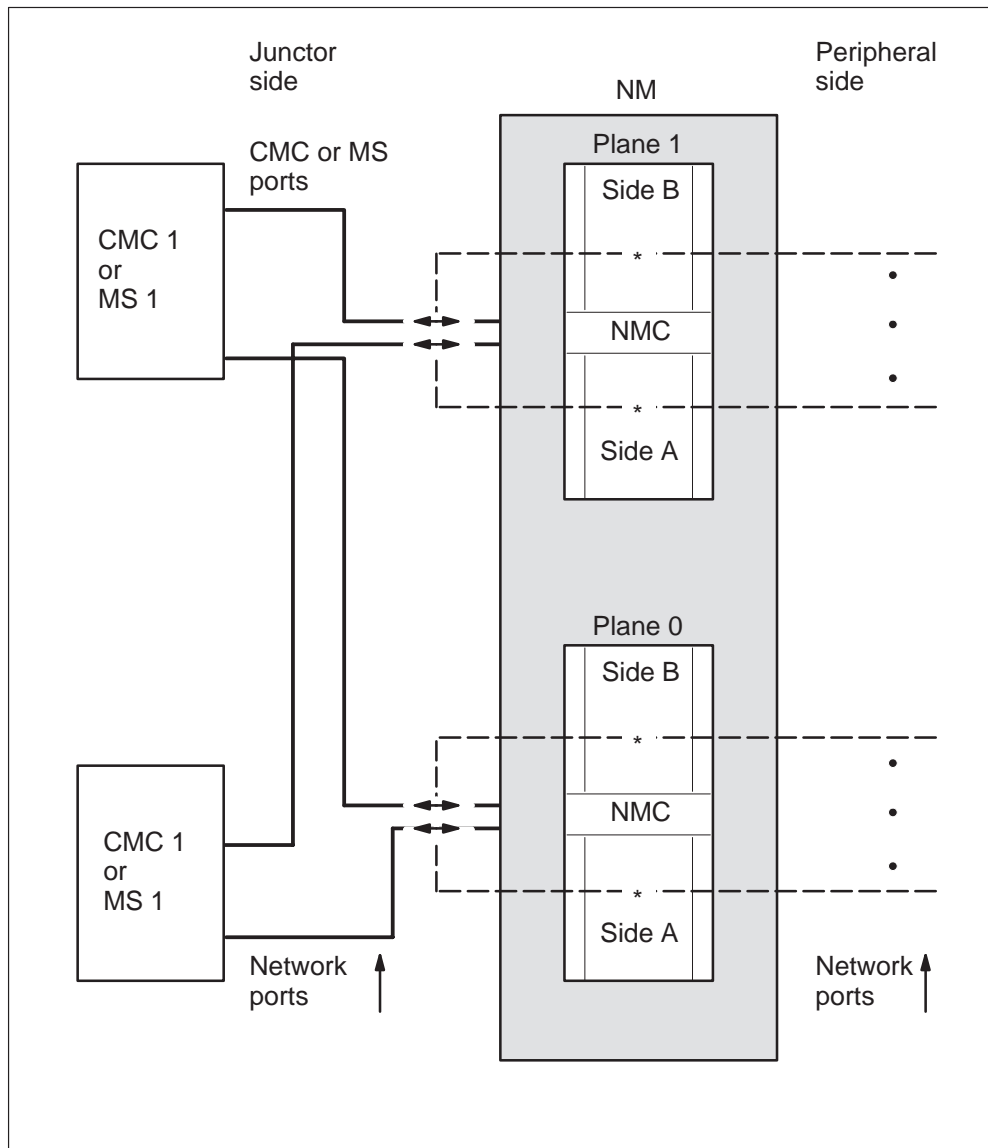 Junctor
side
Peripheral
side
NM
CMC or MS
ports
CMC 1
or
MS 1
Plane 1
Side B
*
NMC
*
Side A
Plane 0
Side B
*
NMC
*
Side A
CMC 1
or
MS 1
Network
ports
Network
ports